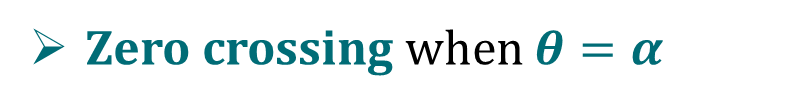 ➢ Zero crossing when θ = α